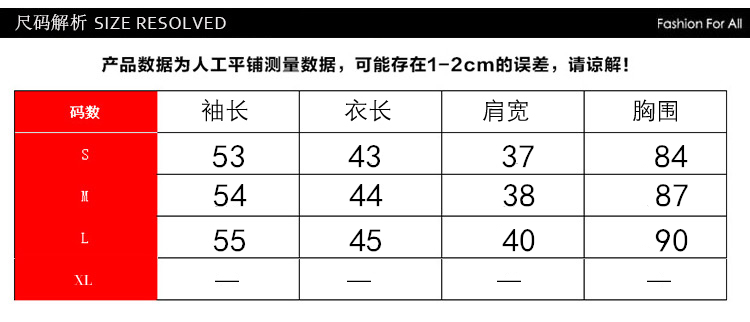 尺码解析 SIZE RESOLVED Fashion For All
产品数据为人工平铺测量数据，可能存在1-2cm的误差，请谅解！
码数 袖长 衣长 肩宽 胸围
S 53 43 37 84
M 54 44 38 87
L 55 45 40 90
XL — — — —